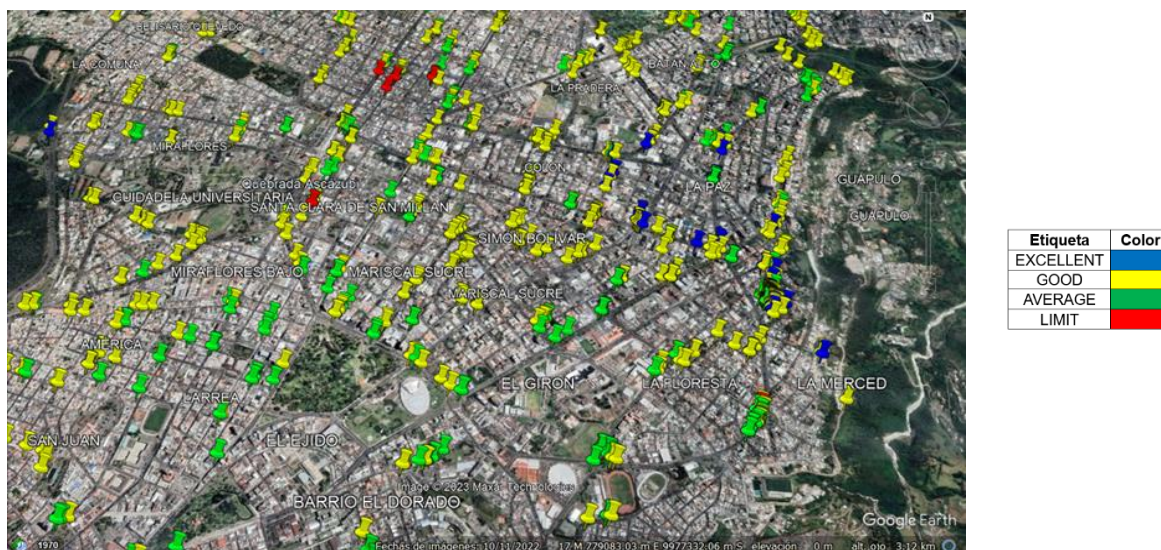 BELISARIO QUEVEDO
LA COMUNA
BATAN ALTO
LA PRADERA
MIRAFLORES
COLON
Quebrada Ascazubi
LA PAZ
GUAPULO
CUIDADELA UNIVERSITARIA
SANTA CLARA DE SAN MILLAN
GUAPULO
SIMON BOLIVAR
MIRAFLORES BAJO
MARISCAL SUCRE
MARISCAL SUCRE
AMERICA
EL GIRON
LA FLORESTA
LA MERCED
LARREA
SAN JUAN
EL EJIDO
BARRIO EL DORADO
Image © 2023 Maxar Technologies
Google Earth
1970
Fechas de imágenes: 10/11/2022 17 M 779083.03 m E 9977332.06 m S elevación 0 m alt. ojo 3.12 km
N
Etiqueta Color
EXCELLENT
GOOD
AVERAGE
LIMIT